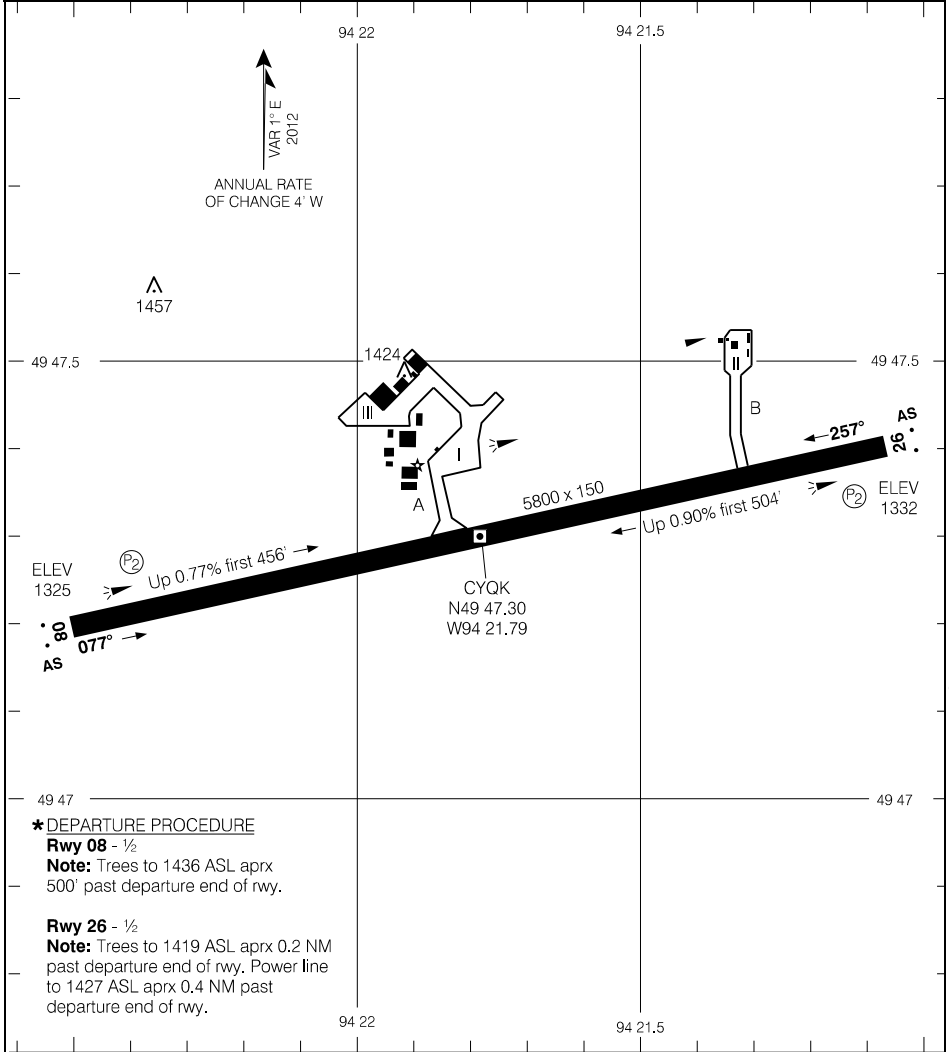 94 22
94 21.5
VAR 1° E
2012
ANNUAL RATE
OF CHANGE 4' W
1457
1424
49 47.5
49 47.5
III
II
B
I
A
AS
26
257°
5800 x 150
Up 0.90% first 504'
P2
ELEV
1332
P2
Up 0.77% first 456'
ELEV
1325
08
077°
AS
CYQK
N49 47.30
W94 21.79
49 47
49 47
* DEPARTURE PROCEDURE
Rwy 08 - ½
Note: Trees to 1436 ASL aprx
500' past departure end of rwy.
Rwy 26 - ½
Note: Trees to 1419 ASL aprx 0.2 NM
past departure end of rwy. Power line
to 1427 ASL aprx 0.4 NM past
departure end of rwy.
94 22
94 21.5